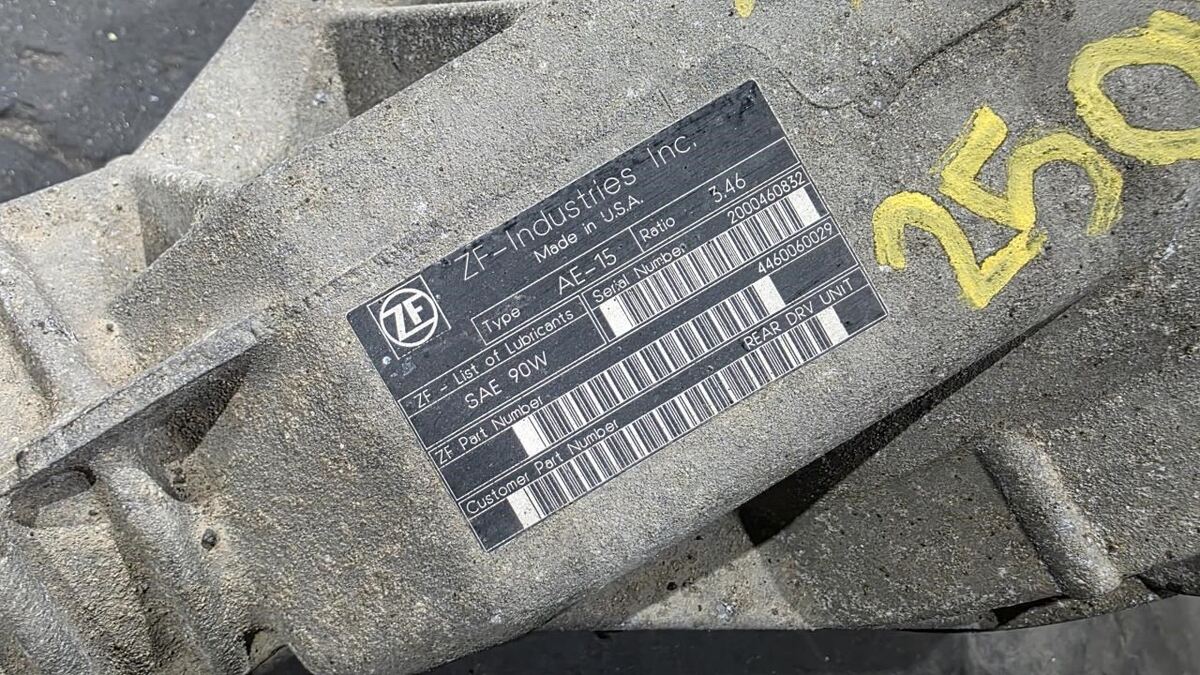 ZF
ZF-Industries Inc.
Made in U.S.A.
Type AE-15 Ratio 3.46
ZF - List of Lubricants
SAE 90W
Serial Number 2000460832
ZF Part Number 4460060029
Customer Part Number REAR DRV UNIT
250